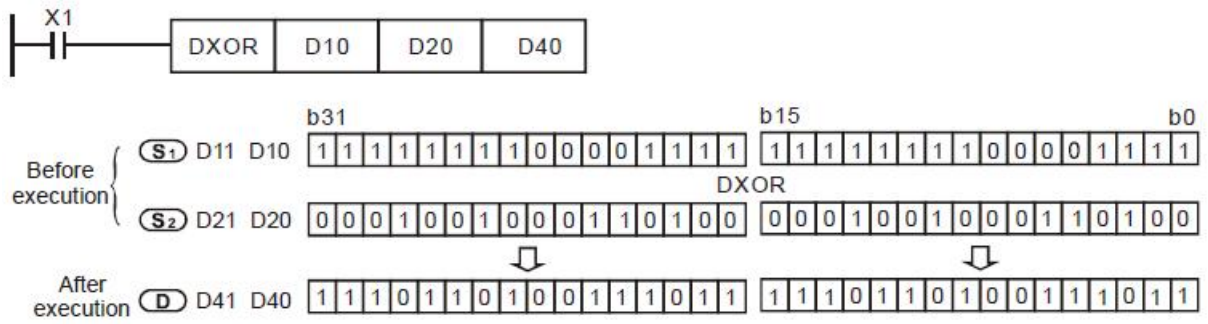 X1
DXOR D10 D20 D40
b31 b15 b0
Before execution
S1 D11 D10 1 1 1 1 1 1 1 1 0 0 0 0 1 1 1 1 1 1 1 1 1 1 1 1 0 0 0 0 1 1 1 1
DXOR
S2 D21 D20 0 0 0 1 0 0 1 0 0 0 1 1 0 1 0 0 0 0 0 1 0 0 1 0 0 0 1 1 0 1 0 0
After execution
D D41 D40 1 1 1 0 1 1 0 1 0 0 1 1 1 0 1 1 1 1 1 0 1 1 0 1 0 0 1 1 1 0 1 1